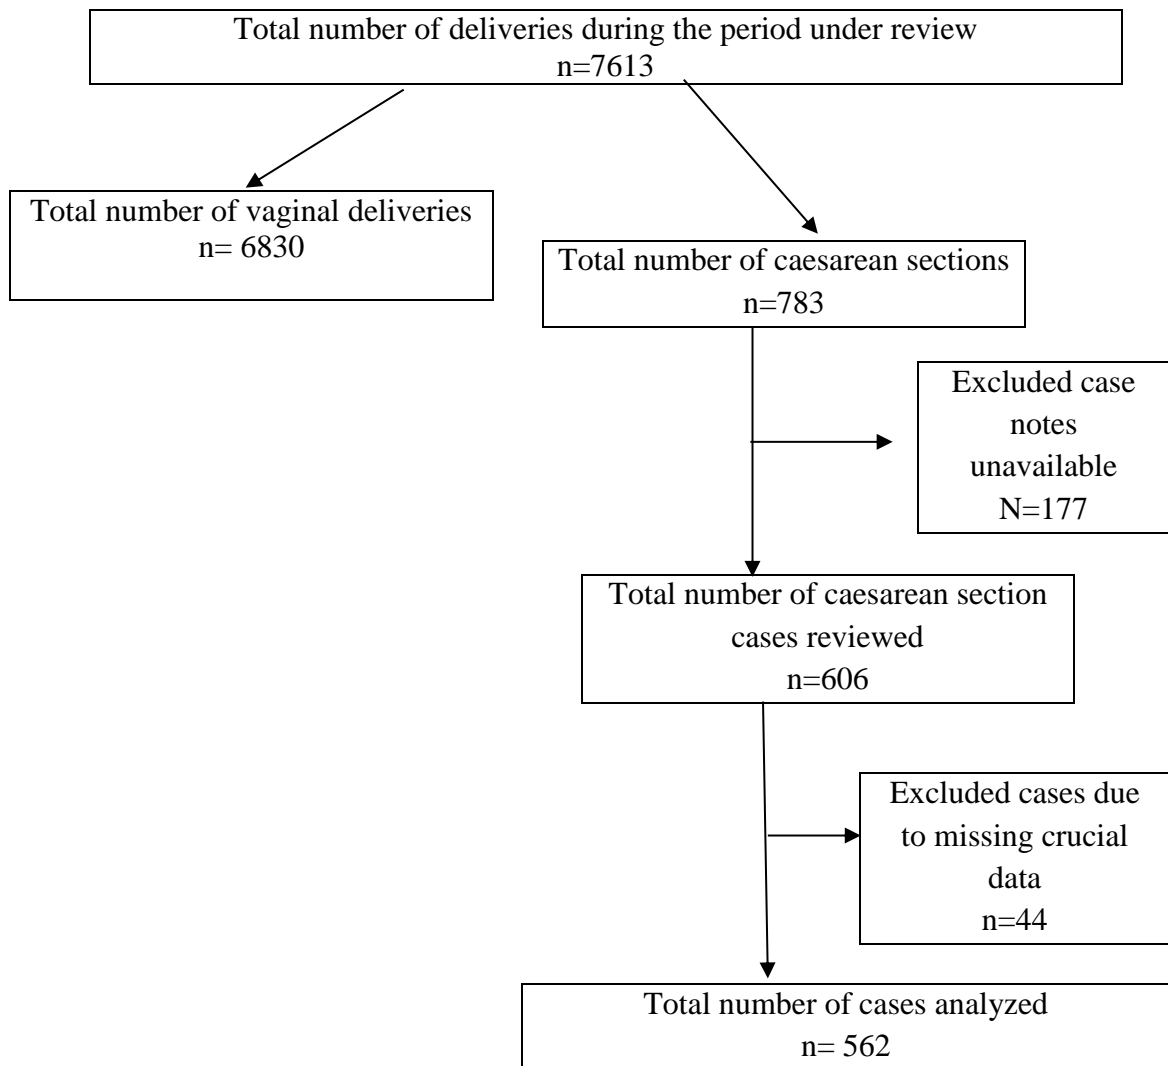 Total number of deliveries during the period under review
n=7613
Total number of vaginal deliveries
n= 6830
Total number of caesarean sections
n=783
Excluded case
notes
unavailable
N=177
Total number of caesarean section
cases reviewed
n=606
Excluded cases due
to missing crucial
data
n=44
Total number of cases analyzed
n= 562